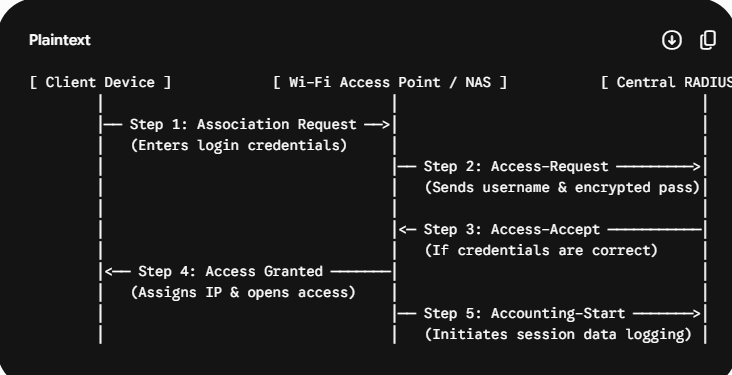 Plaintext
[ Client Device ] [ Wi-Fi Access Point / NAS ] [ Central RADIUS
Step 1: Association Request
(Enters login credentials)
Step 2: Access-Request
(Sends username & encrypted pass)
Step 3: Access-Accept
(If credentials are correct)
Step 4: Access Granted
(Assigns IP & opens access)
Step 5: Accounting-Start
(Initiates session data logging)